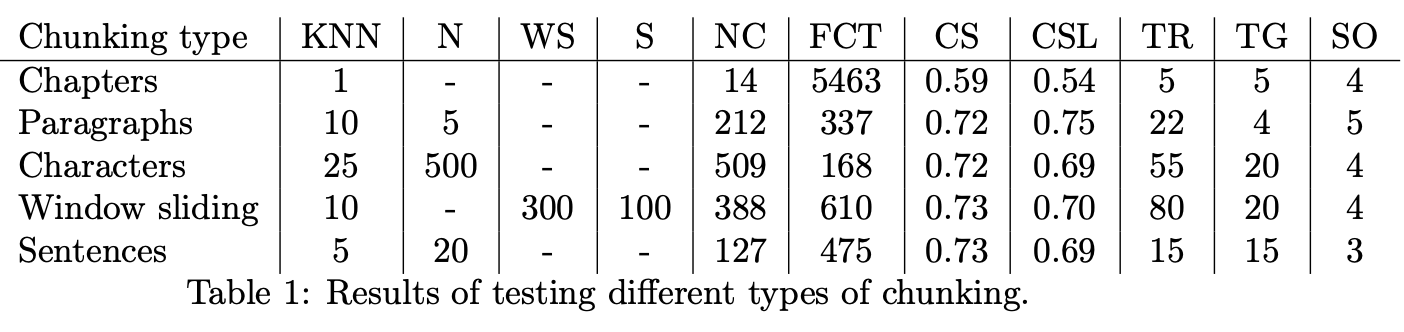 Chunking type KNN N WS S NC FCT CS CSL TR TG SO
Chapters 1 - - - 14 5463 0.59 0.54 5 5 4
Paragraphs 10 5 - - 212 337 0.72 0.75 22 4 5
Characters 25 500 - - 509 168 0.72 0.69 55 20 4
Window sliding 10 - 300 100 388 610 0.73 0.70 80 20 4
Sentences 5 20 - - 127 475 0.73 0.69 15 15 3
Table 1: Results of testing different types of chunking.